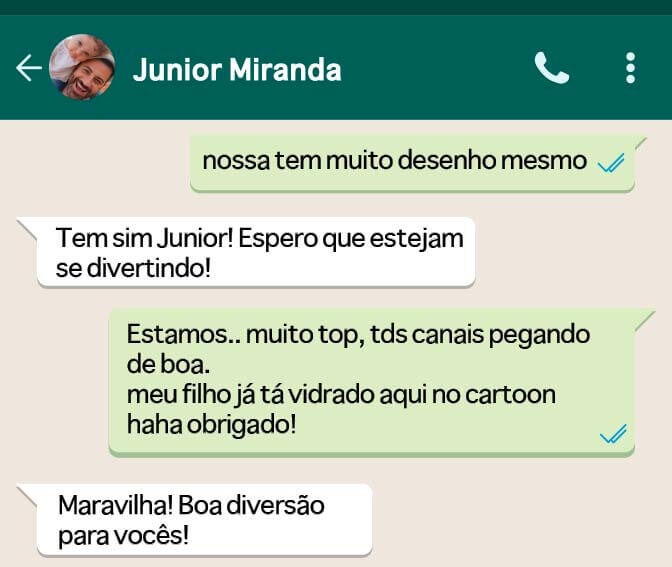 Junior Miranda
nossa tem muito desenho mesmo
Tem sim Junior! Espero que estejam
se divertindo!
Estamos.. muito top, tds canais pegando
de boa.
meu filho já tá vidrado aqui no cartoon
haha obrigado!
Maravilha! Boa diversão
para vocês!